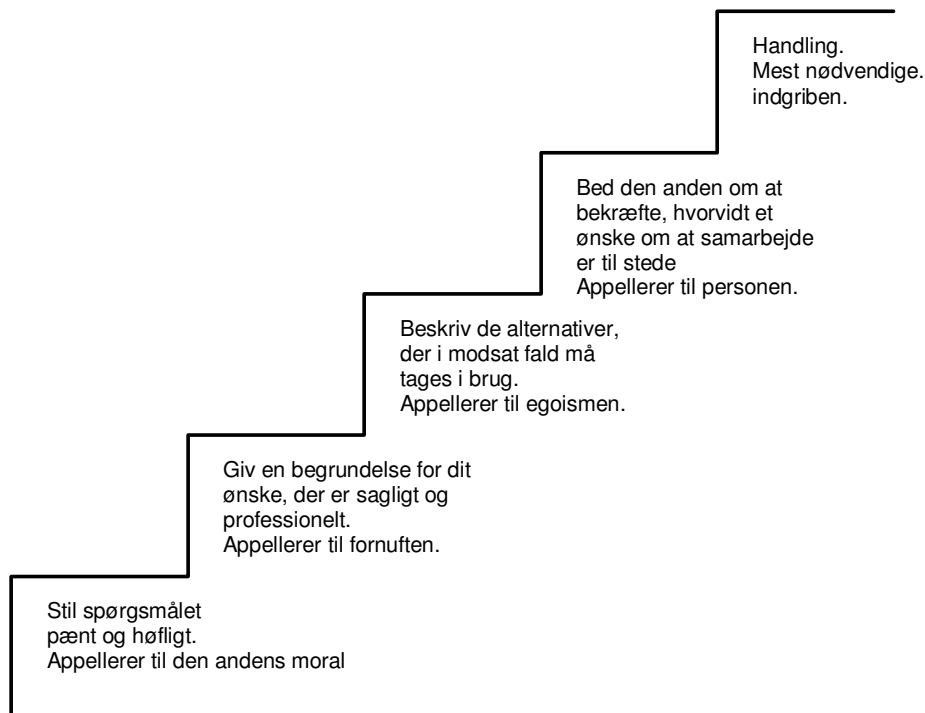 Handling.
Mest nødvendige.
indgriben.
Bed den anden om at
bekræfte, hvorvidt et
ønske om at samarbejde
er til stede
Appellerer til personen.
Beskriv de alternativer,
der i modsat fald må
tages i brug.
Appellerer til egoismen.
Giv en begrundelse for dit
ønske, der er sagligt og
professionelt.
Appellerer til fornuften.
Stil spørgsmålet
pænt og høfligt.
Appellerer til den andens moral